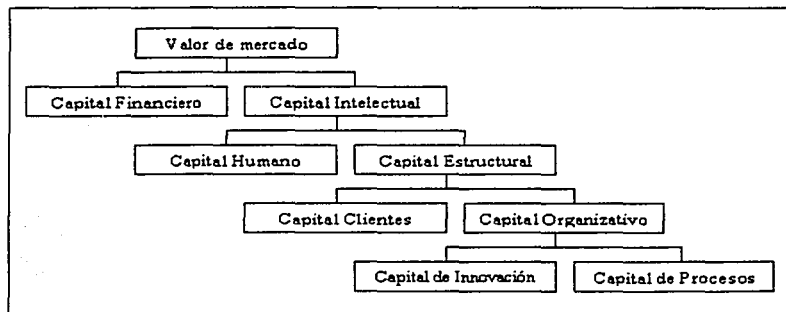 Valor de mercado
Capital Financiero
Capital Intelectual
Capital Humano
Capital Estructural
Capital Clientes
Capital Organizativo
Capital de Innovación
Capital de Procesos